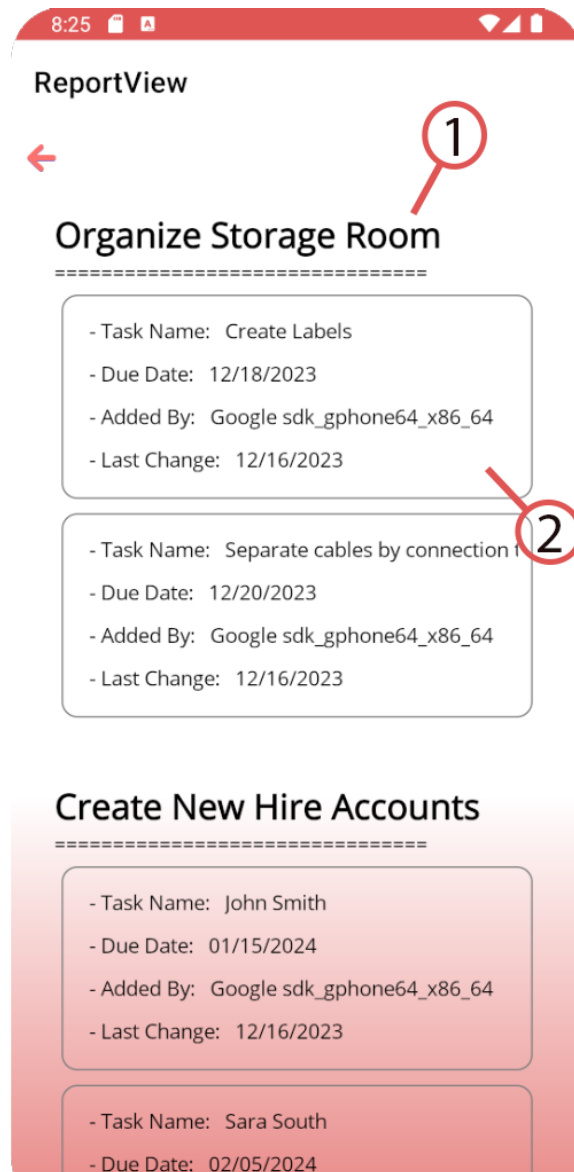 8:25
ReportView
1
Organize Storage Room
================================
- Task Name: Create Labels
- Due Date: 12/18/2023
- Added By: Google sdk_gphone64_x86_64
- Last Change: 12/16/2023
2
- Task Name: Separate cables by connection
- Due Date: 12/20/2023
- Added By: Google sdk_gphone64_x86_64
- Last Change: 12/16/2023
Create New Hire Accounts
================================
- Task Name: John Smith
- Due Date: 01/15/2024
- Added By: Google sdk_gphone64_x86_64
- Last Change: 12/16/2023
- Task Name: Sara South
- Due Date: 02/05/2024